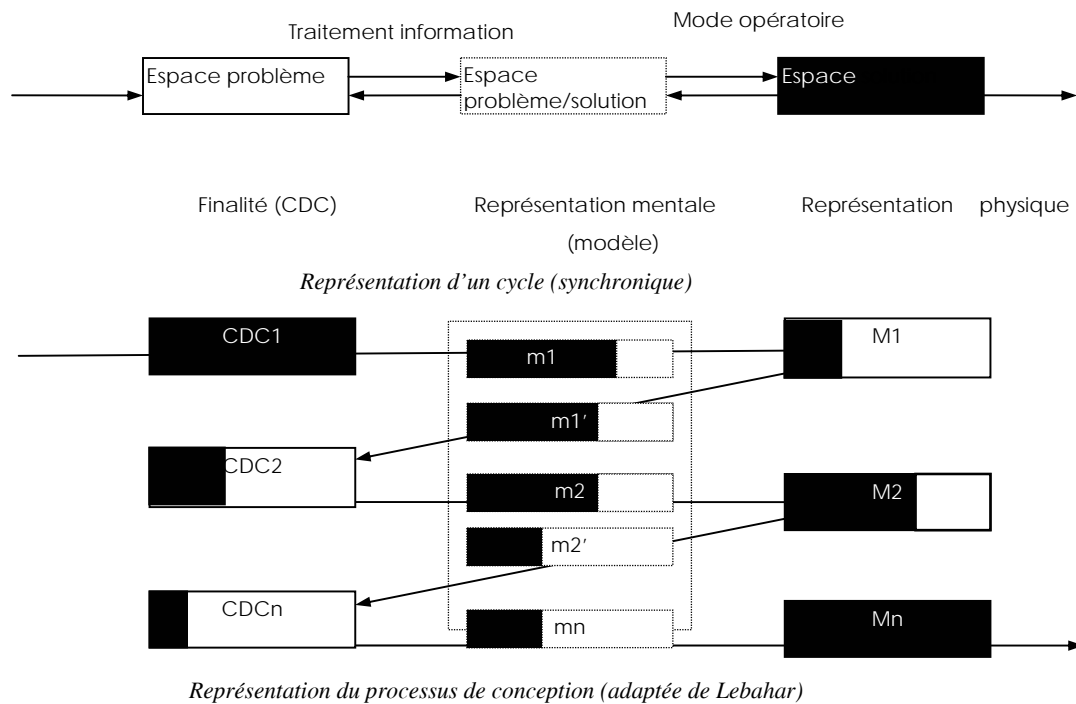 Mode opératoire
Traitement information
Espace problème
Espace
problème/solution
Espace
Finalité (CDC)
Représentation mentale
(modèle)
Représentation physique
Représentation d'un cycle (synchronique)
CDC1
m1
M1
m1'
CDC2
m2
M2
m2'
CDCn
mn
Mn
Représentation du processus de conception (adaptée de Lebahar)